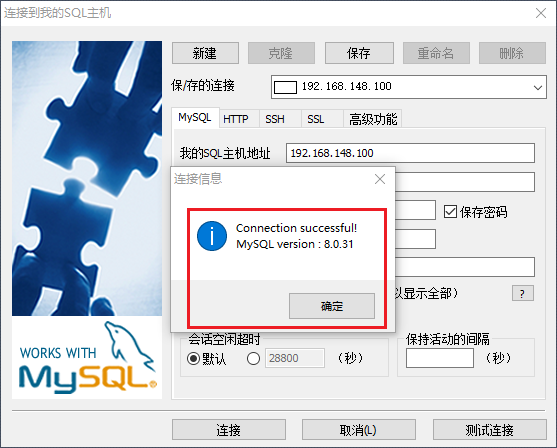 连接到我的SQL主机
新建
克隆
保存
重命名
删除
保/存的连接
192.168.148.100
MySQL
HTTP
SSH
SSL
高级功能
我的SQL主机地址
192.168.148.100
连接信息
Connection successful!
MySQL version : 8.0.31
确定
保存密码
以显示全部）
?
会话空闲超时
默认
28800
（秒）
保持活动的间隔
（秒）
WORKS WITH
MySQL®
连接
取消(L)
测试连接